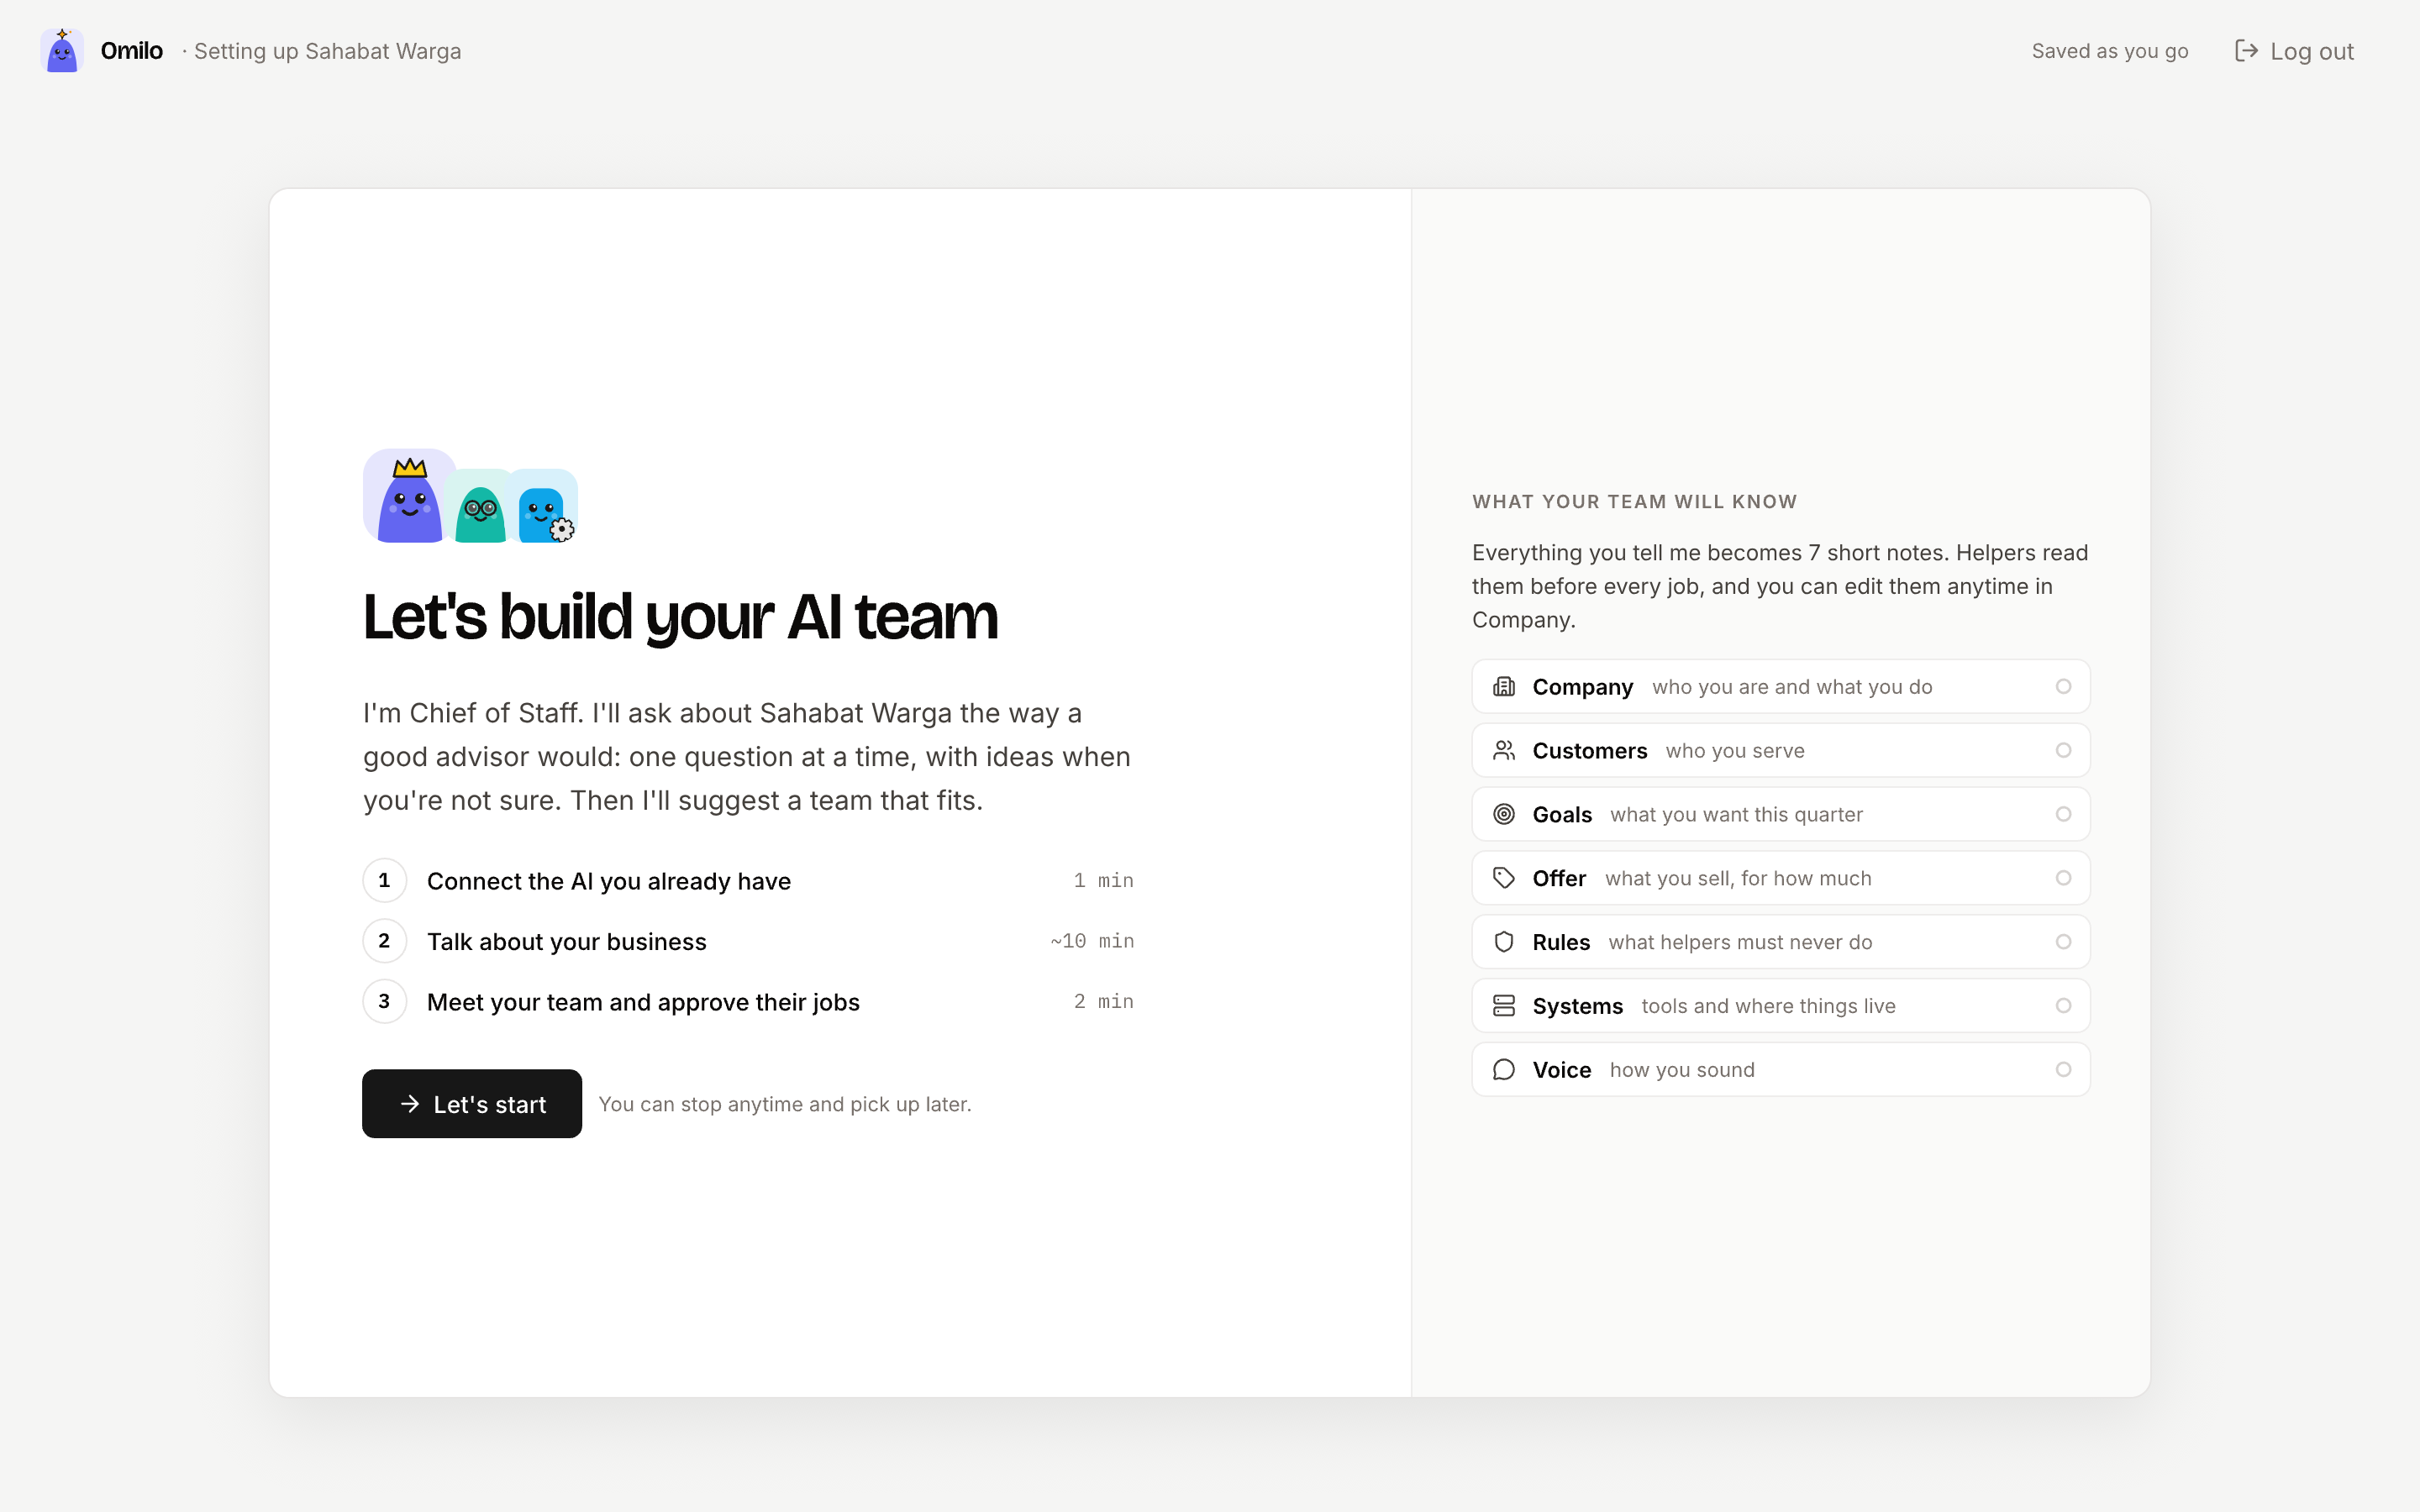 Omilo · Setting up Sahabat Warga
Saved as you go
Log out
Let's build your AI team
I'm Chief of Staff. I'll ask about Sahabat Warga the way a
good advisor would: one question at a time, with ideas when
you're not sure. Then I'll suggest a team that fits.
1 Connect the AI you already have 1 min
2 Talk about your business ~10 min
3 Meet your team and approve their jobs 2 min
Let's start
You can stop anytime and pick up later.
WHAT YOUR TEAM WILL KNOW
Everything you tell me becomes 7 short notes. Helpers read
them before every job, and you can edit them anytime in
Company.
Company who you are and what you do
Customers who you serve
Goals what you want this quarter
Offer what you sell, for how much
Rules what helpers must never do
Systems tools and where things live
Voice how you sound